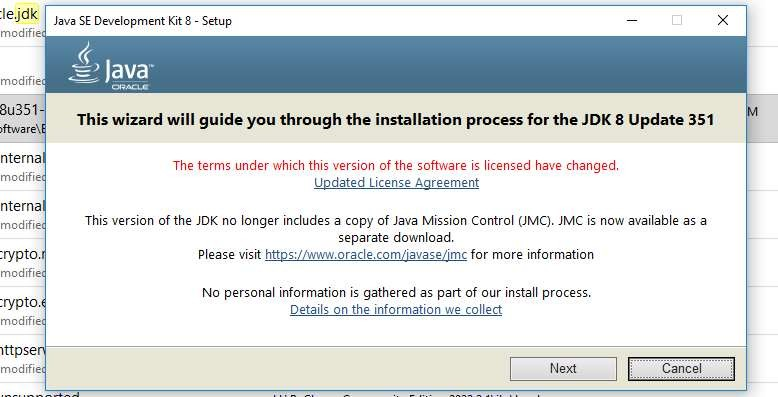 cle.jdk
Java SE Development Kit 8 - Setup
modified
Java
ORACLE
modified
8u351-
M
oftware\E
This wizard will guide you through the installation process for the JDK 8 Update 351
nternal
modified
The terms under which this version of the software is licensed have changed.
Updated License Agreement
nternal
modified
This version of the JDK no longer includes a copy of Java Mission Control (JMC). JMC is now available as a
separate download.
Please visit https://www.oracle.com/javase/jmc for more information
crypto.r
modified
No personal information is gathered as part of our install process.
Details on the information we collect
crypto.e
modified
httpserv
modified
Next
Cancel